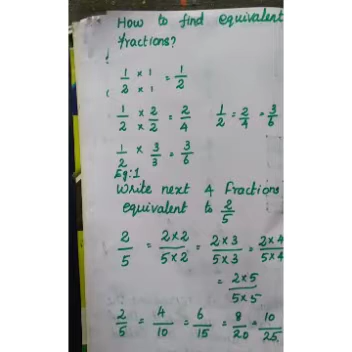 How to find equivalent
fractions?
1/2 × 1/1 = 1/2
1/2 × 2/2 = 2/4   1/2 = 2/4 = 3/6
1/2 × 3/3 = 3/6
Eg:1
Write next 4 Fractions
equivalent to 2/5
2/5 = 2×2/5×2 = 2×3/5×3 = 2×4/5×4
= 2×5/5×5
2/5 = 4/10 = 6/15 = 8/20 = 10/25